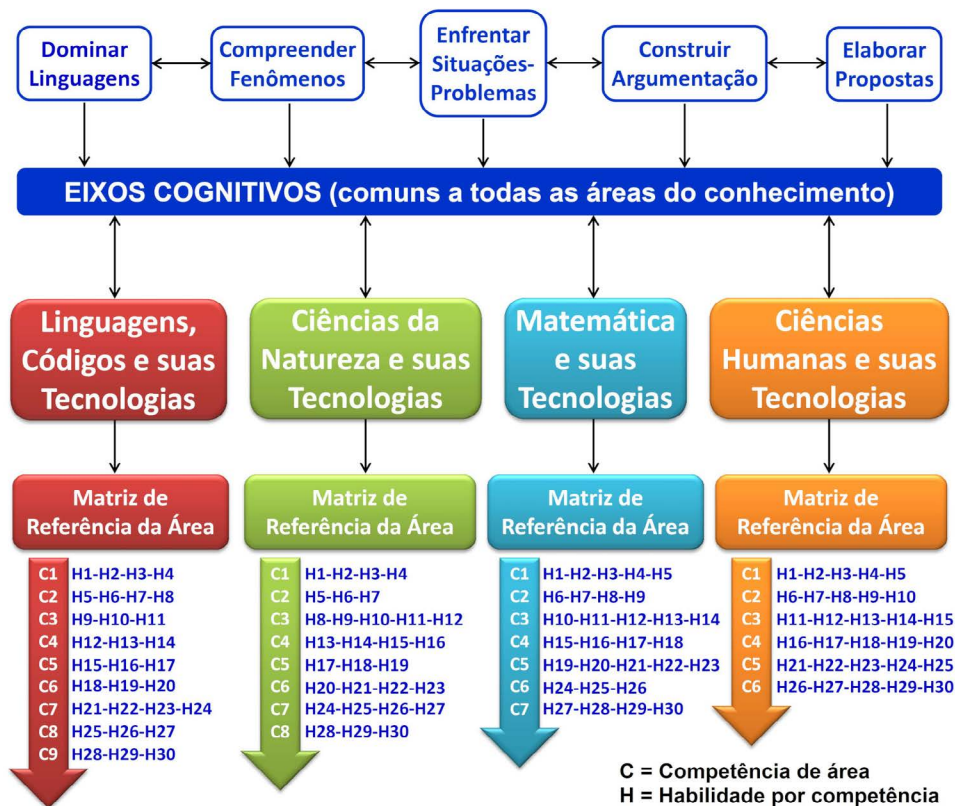 Dominar
Linguagens
Compreender
Fenômenos
Enfrentar
Situações-
Problemas
Construir
Argumentação
Elaborar
Propostas
EIXOS COGNITIVOS (comuns a todas as áreas do conhecimento)
Linguagens,
Códigos e suas
Tecnologias
Ciências da
Natureza e suas
Tecnologias
Matemática
e suas
Tecnologias
Ciências
Humanas e suas
Tecnologias
Matriz de
Referência da Área
Matriz de
Referência da Área
Matriz de
Referência da Área
Matriz de
Referência da Área
C1 H1-H2-H3-H4
C2 H5-H6-H7-H8
C3 H9-H10-H11
C4 H12-H13-H14
C5 H15-H16-H17
C6 H18-H19-H20
C7 H21-H22-H23-H24
C8 H25-H26-H27
C9 H28-H29-H30
C1 H1-H2-H3-H4
C2 H5-H6-H7
C3 H8-H9-H10-H11-H12
C4 H13-H14-H15-H16
C5 H17-H18-H19
C6 H20-H21-H22-H23
C7 H24-H25-H26-H27
C8 H28-H29-H30
C1 H1-H2-H3-H4-H5
C2 H6-H7-H8-H9
C3 H10-H11-H12-H13-H14
C4 H15-H16-H17-H18
C5 H19-H20-H21-H22-H23
C6 H24-H25-H26
C7 H27-H28-H29-H30
C1 H1-H2-H3-H4-H5
C2 H6-H7-H8-H9-H10
C3 H11-H12-H13-H14-H15
C4 H16-H17-H18-H19-H20
C5 H21-H22-H23-H24-H25
C6 H26-H27-H28-H29-H30
C = Competência de área
H = Habilidade por competência